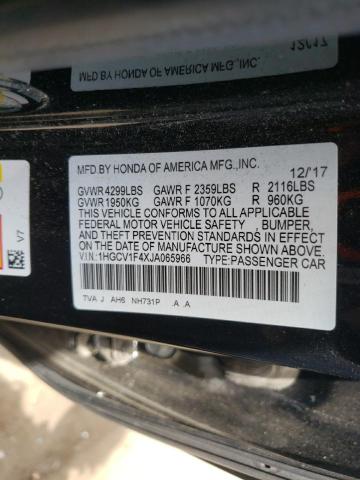 12/'17
MFD BY HONDA OF AMERICA MFG.,INC.
MFD.BY HONDA OF AMERICA MFG.,INC.
12/'17
GVWR 4299LBS GAWR F 2359LBS R 2116LBS
GVWR 1950KG GAWR F 1070KG R 960KG
THIS VEHICLE CONFORMS TO ALL APPLICABLE
FEDERAL MOTOR VEHICLE SAFETY, BUMPER,
AND THEFT PREVENTION STANDARDS IN
EFFECT ON THE DATE OF MANUFACTURE SHOWN
ABOVE.
V.I.N:1HGCV1F4XJA065966 TYPE:PASSENGER CAR
TVA J AH6 NH731P .A .A
V7